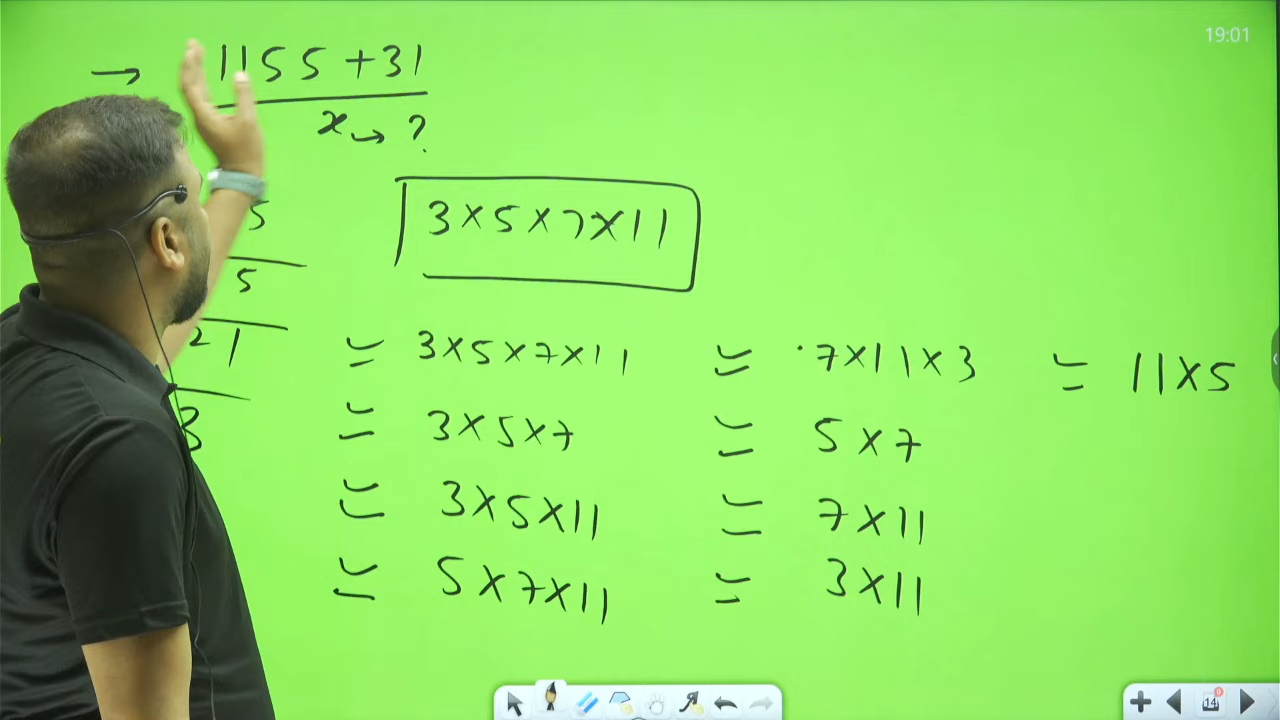 19:01
→ 1155 + 31
x → ?
5
5
21
3
3 × 5 × 7 × 11
= 3 × 5 × 7 × 11
= 3 × 5 × 7
= 3 × 5 × 11
= 5 × 7 × 11
= 7 × 11 × 3
= 5 × 7
= 7 × 11
= 3 × 11
= 11 × 5
14